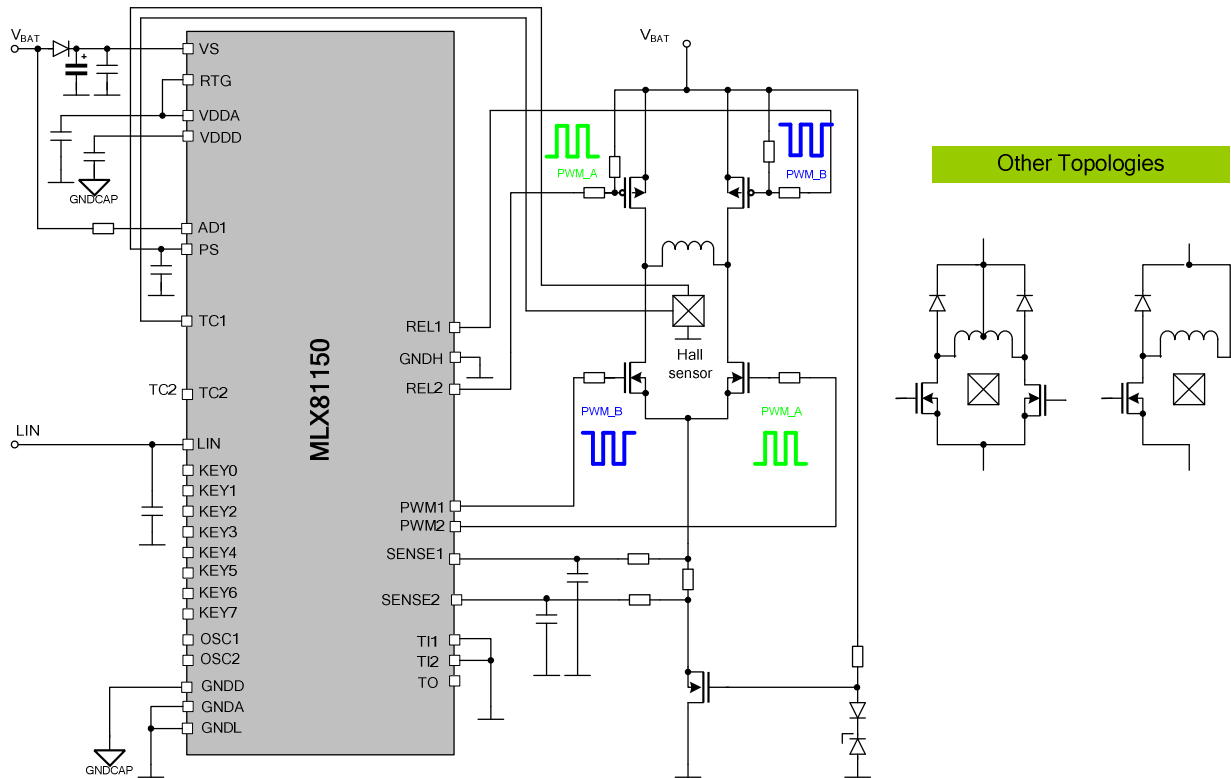 VBAT
VS
RTG
VDDA
VDDD
GNDCAP
AD1
PS
TC1
TC2
TC2
LIN
LIN
KEY0
KEY1
KEY2
KEY3
KEY4
KEY5
KEY6
KEY7
OSC1
OSC2
GNDD
GNDA
GNDL
GNDCAP
MLX81150
REL1
GNDH
REL2
PWM1
PWM2
SENSE1
SENSE2
TI1
TI2
TO
VBAT
PWM_A
PWM_B
Hall
sensor
PWM_B
PWM_A
Other Topologies